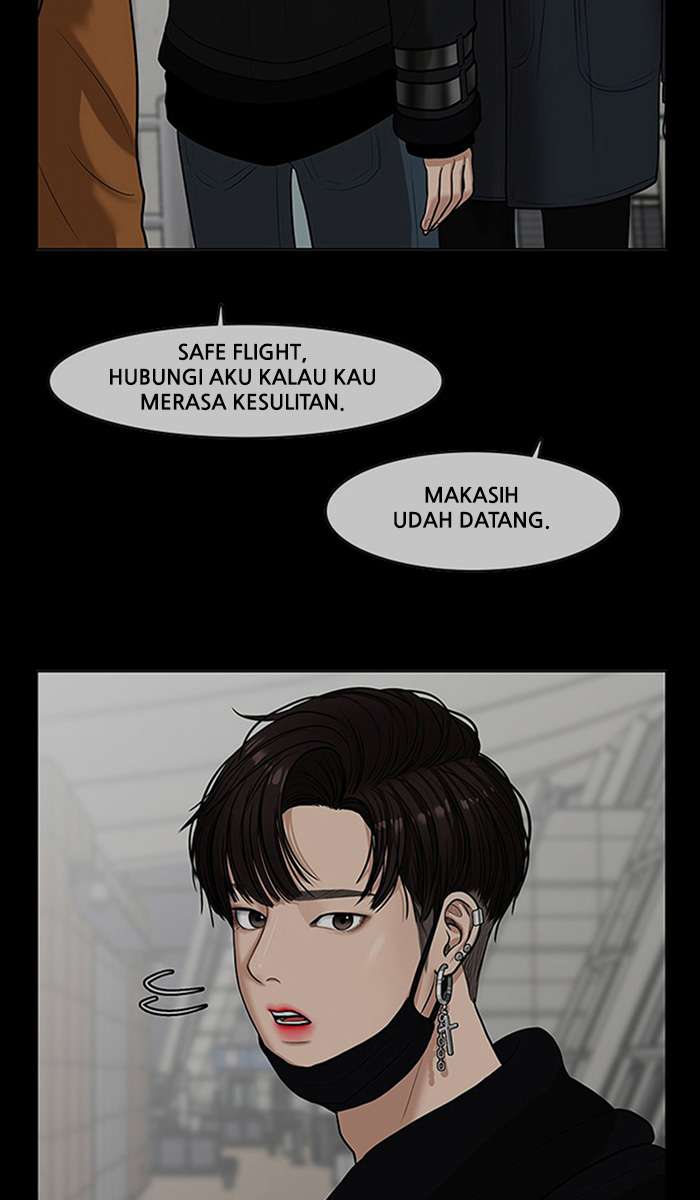 SAFE FLIGHT,
HUBUNGI AKU KALAU KAU
MERASA KESULITAN.
MAKASIH
UDAH DATANG.